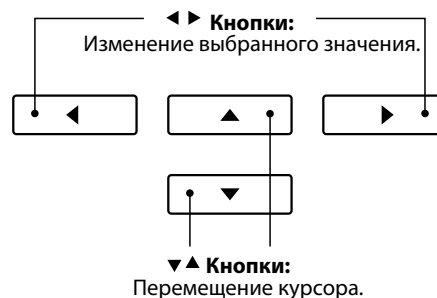 ◀ ▶ Кнопки:
Изменение выбранного значения.
▼▲ Кнопки:
Перемещение курсора.